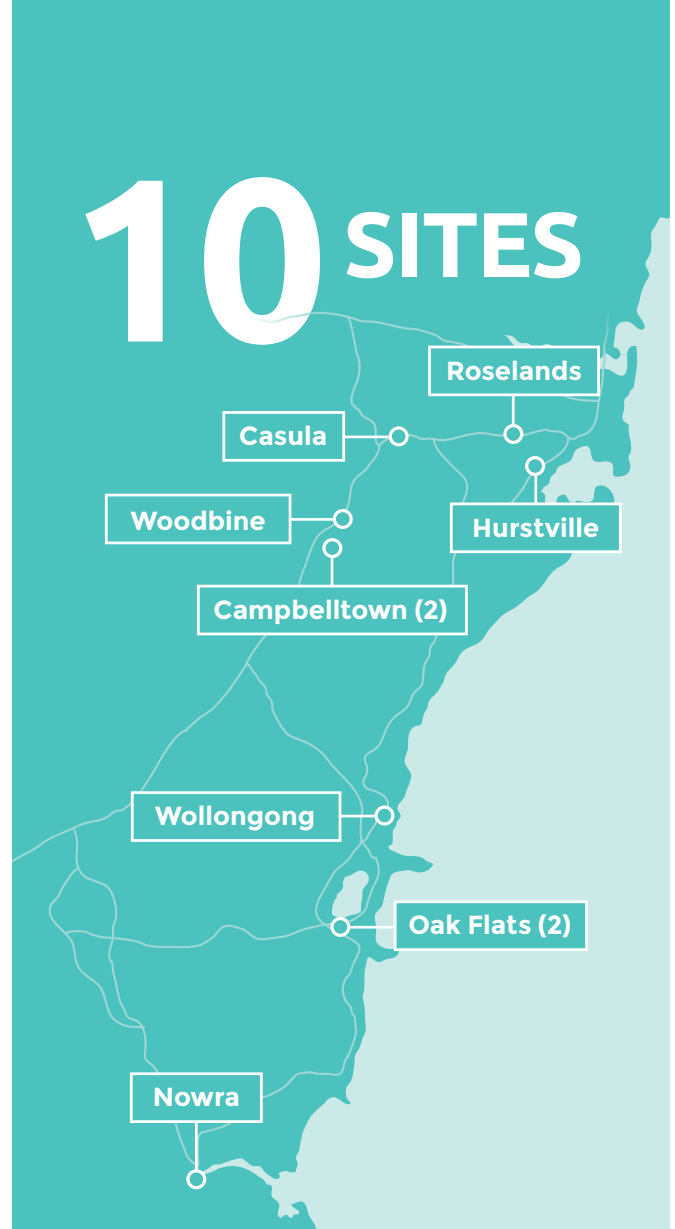 10 SITES
Roselands
Casula
Woodbine
Hurstville
Campbelltown (2)
Wollongong
Oak Flats (2)
Nowra